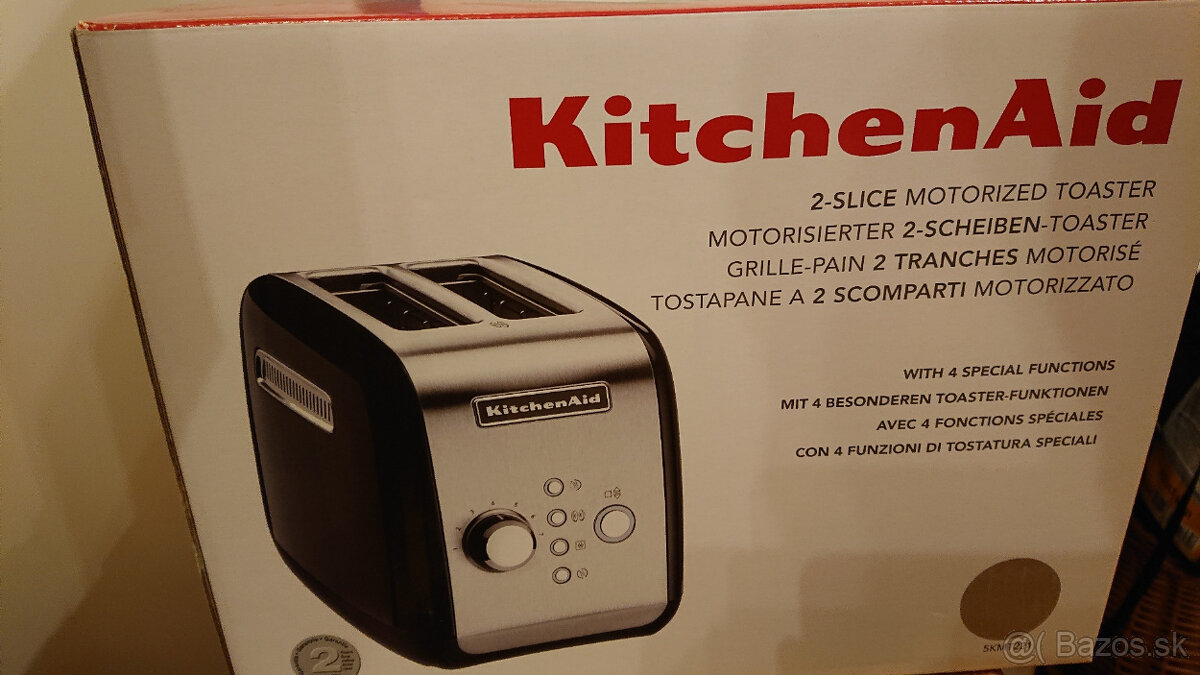 KitchenAid
2-SLICE MOTORIZED TOASTER
MOTORISIERTER 2-SCHEIBEN-TOASTER
GRILLE-PAIN 2 TRANCHES MOTORISÉ
TOSTAPANE A 2 SCOMPARTI MOTORIZZATO
WITH 4 SPECIAL FUNCTIONS
MIT 4 BESONDEREN TOASTER-FUNKTIONEN
AVEC 4 FONCTIONS SPÉCIALES
CON 4 FUNZIONI DI TOSTATURA SPECIALI
KitchenAid
2
@( Bazos.sk